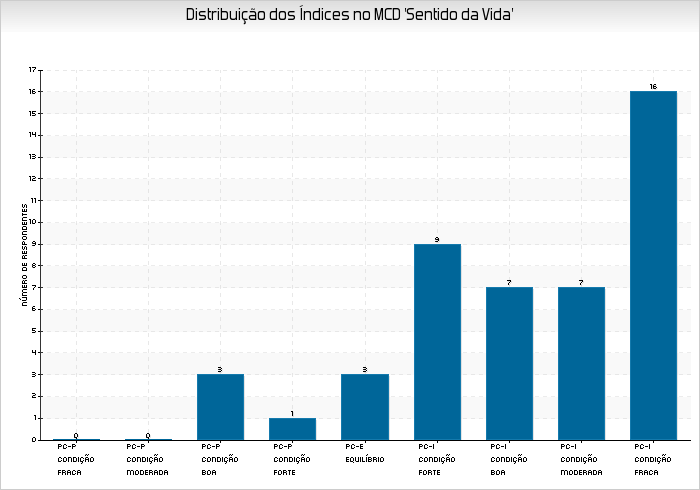 Distribuição dos Índices no MCD 'Sentido da Vida'
NÚMERO DE RESPONDENTES
17
16
15
14
13
12
11
10
9
8
7
6
5
4
3
2
1
0
0
0
3
1
3
9
7
7
16
PC-P
CONDIÇÃO
FRACA
PC-P
CONDIÇÃO
MODERADA
PC-P
CONDIÇÃO
BOA
PC-P
CONDIÇÃO
FORTE
PC-E
EQUILÍBRIO
PC-I
CONDIÇÃO
FORTE
PC-I
CONDIÇÃO
BOA
PC-I
CONDIÇÃO
MODERADA
PC-I
CONDIÇÃO
FRACA